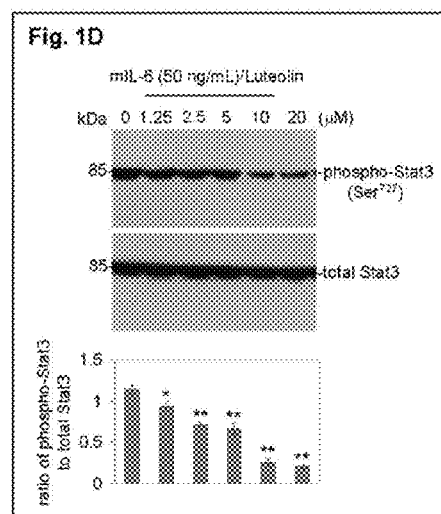 Fig. 1D
mIL-6 (50 ng/mL)/Luteolin
kDa 0 1.25 2.5 5 10 20 (μM)
85 phospho-Stat3
(Ser727)
85 total Stat3
ratio of phospho-Stat3
to total Stat3
1.5
1
0.5
0
* ** ** ** **